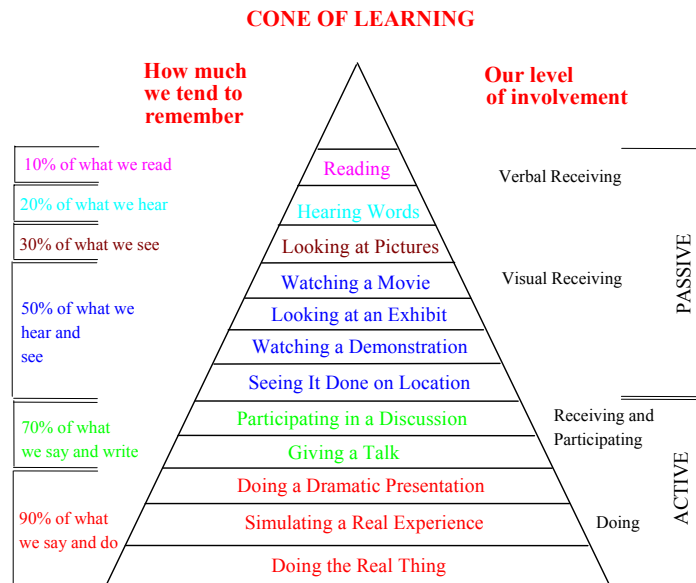 CONE OF LEARNING
How much
we tend to
remember
Our level
of involvement
10% of what we read
Reading
Verbal Receiving
20% of what we hear
Hearing Words
30% of what we see
Looking at Pictures
Watching a Movie
Visual Receiving
50% of what we
hear and
see
Looking at an Exhibit
Watching a Demonstration
Seeing It Done on Location
PASSIVE
70% of what
we say and write
Participating in a Discussion
Giving a Talk
Receiving and
Participating
90% of what
we say and do
Doing a Dramatic Presentation
Simulating a Real Experience
Doing the Real Thing
Doing
ACTIVE